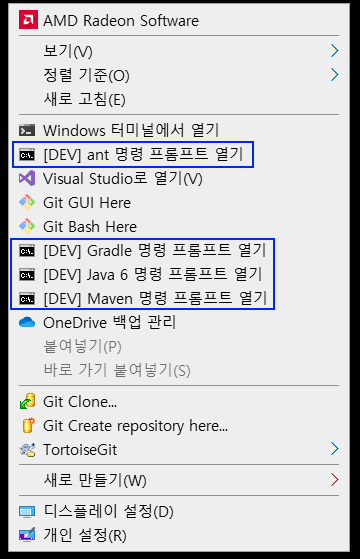 AMD Radeon Software
보기(V)
정렬 기준(O)
새로 고침(E)
Windows 터미널에서 열기
[DEV] ant 명령 프롬프트 열기
Visual Studio로 열기(V)
Git GUI Here
Git Bash Here
[DEV] Gradle 명령 프롬프트 열기
[DEV] Java 6 명령 프롬프트 열기
[DEV] Maven 명령 프롬프트 열기
OneDrive 백업 관리
붙여넣기(P)
바로 가기 붙여넣기(S)
Git Clone...
Git Create repository here...
TortoiseGit
새로 만들기(W)
디스플레이 설정(D)
개인 설정(R)